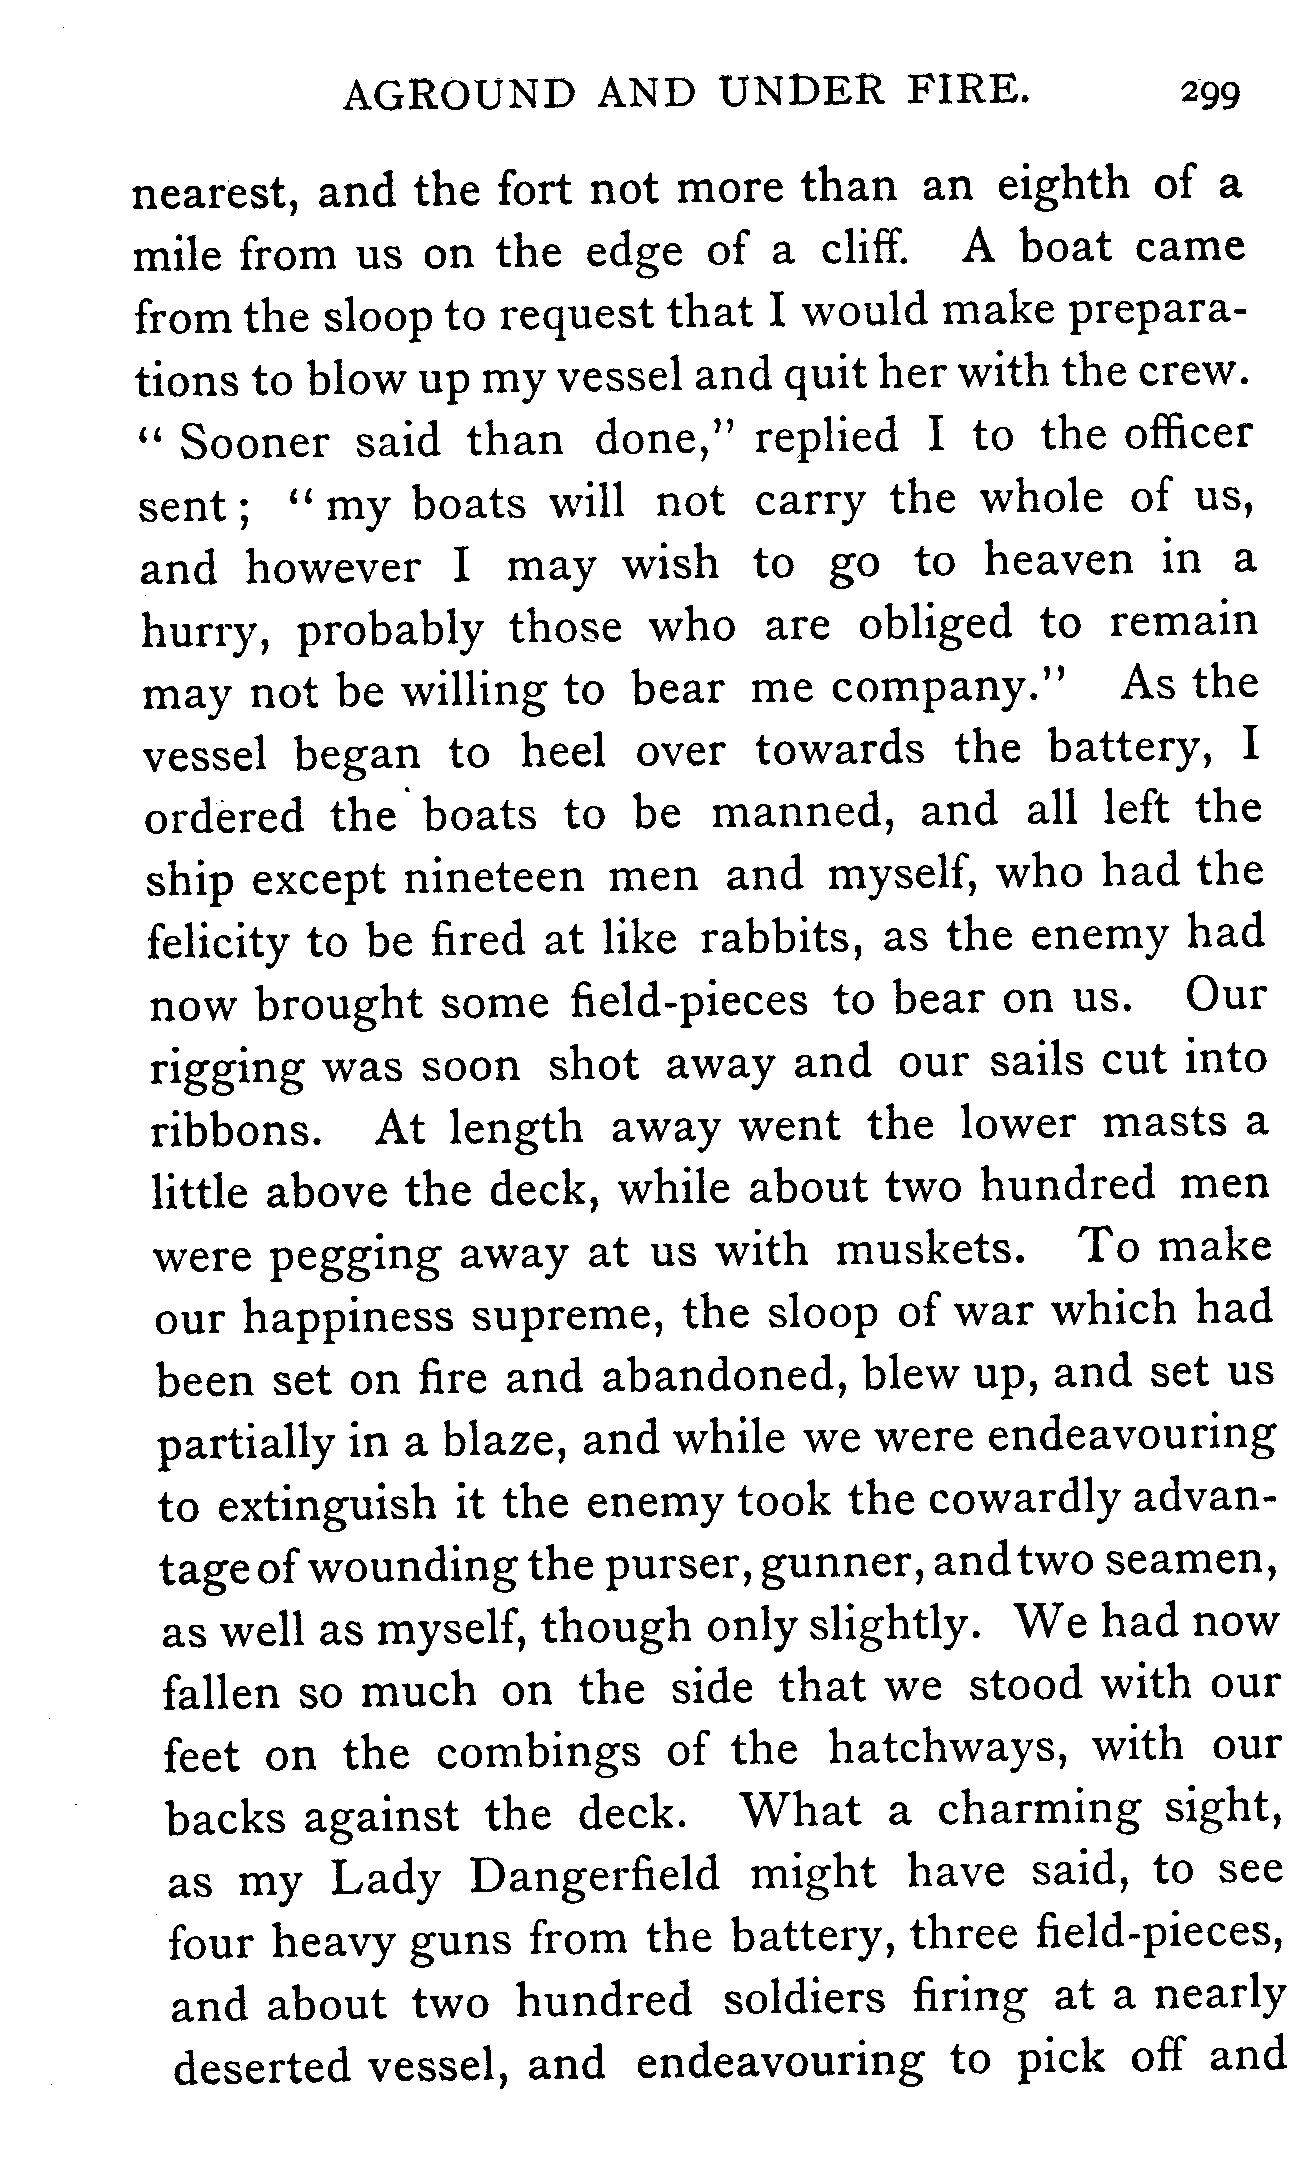 AGROUND AND UNDER FIRE. 299
nearest, and the fort not more than an eighth of a
mile from us on the edge of a cliff. A boat came
from the sloop to request that I would make prepara-
tions to blow up my vessel and quit her with the crew.
“ Sooner said than done,” replied I to the officer
sent ; “ my boats will not carry the whole of us,
and however I may wish to go to heaven in a
hurry, probably those who are obliged to remain
may not be willing to bear me company.” As the
vessel began to heel over towards the battery, I
ordered the boats to be manned, and all left the
ship except nineteen men and myself, who had the
felicity to be fired at like rabbits, as the enemy had
now brought some field-pieces to bear on us. Our
rigging was soon shot away and our sails cut into
ribbons. At length away went the lower masts a
little above the deck, while about two hundred men
were pegging away at us with muskets. To make
our happiness supreme, the sloop of war which had
been set on fire and abandoned, blew up, and set us
partially in a blaze, and while we were endeavouring
to extinguish it the enemy took the cowardly advan-
tage of wounding the purser, gunner, and two seamen,
as well as myself, though only slightly. We had now
fallen so much on the side that we stood with our
feet on the combings of the hatchways, with our
backs against the deck. What a charming sight,
as my Lady Dangerfield might have said, to see
four heavy guns from the battery, three field-pieces,
and about two hundred soldiers firing at a nearly
deserted vessel, and endeavouring to pick off and